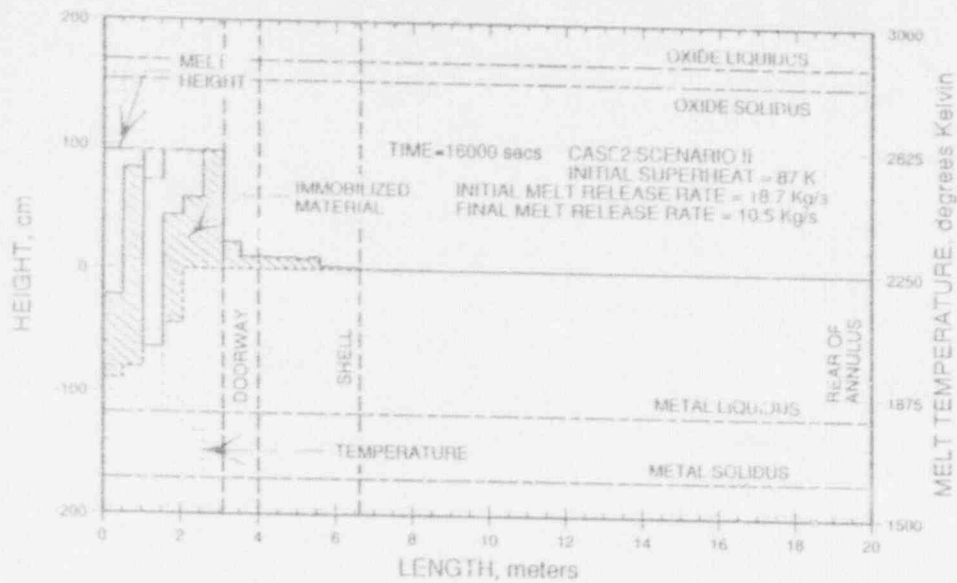 200
100
0
-100
-200
HEIGHT, cm
0 2 4 6 8 10 12 14 16 18 20
LENGTH, meters
3000
2625
2250
1875
1500
MELT TEMPERATURE, degrees Kelvin
MELT
HEIGHT
OXIDE LIQUIDUS
OXIDE SOLIDUS
TIME=16000 secs CASE2:SCENARIO II
INITIAL SUPERHEAT = 87 K
INITIAL MELT RELEASE RATE = 18.7 Kg/s
FINAL MELT RELEASE RATE = 10.5 Kg/s
IMMOBILIZED
MATERIAL
DOORWAY
SHELL
REAR OF
ANNULUS
METAL LIQUIDUS
TEMPERATURE
METAL SOLIDUS